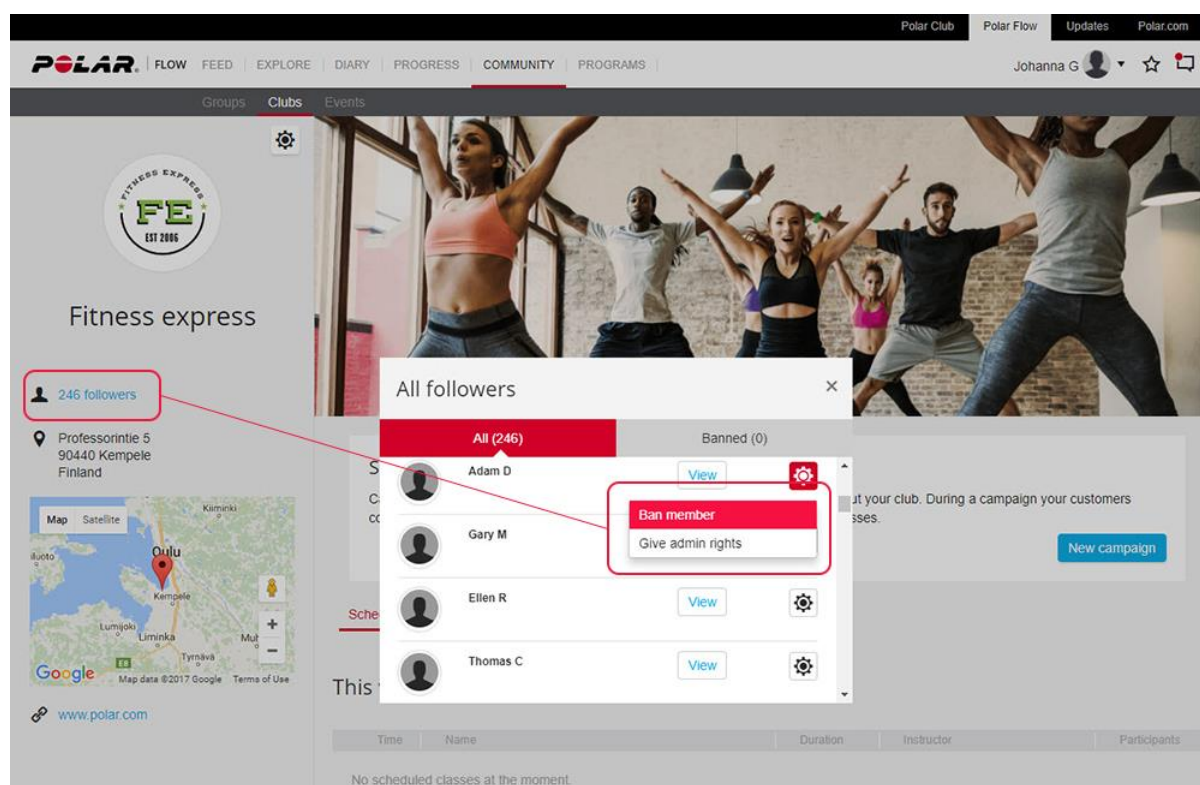 Polar Club Polar Flow Updates Polar.com
POLAR. FLOW FEED EXPLORE DIARY PROGRESS COMMUNITY PROGRAMS
Johanna G
Groups Clubs Events
FITNESS EXPRESS
FE
EST 2006
Fitness express
246 followers
Professorintie 5
90440 Kempele
Finland
Map Satellite
Kiiminki
Oulu
Kempele
Lumijoki
Liminka
Tyrnävä
E8
Google Map data ©2017 Google Terms of Use
www.polar.com
All followers ×
All (246) Banned (0)
Adam D View
Ban member
Give admin rights
Gary M
Ellen R View
Thomas C View
ut your club. During a campaign your customers
sses.
New campaign
Sche
This
Time Name Duration Instructor Participants
No scheduled classes at the moment.